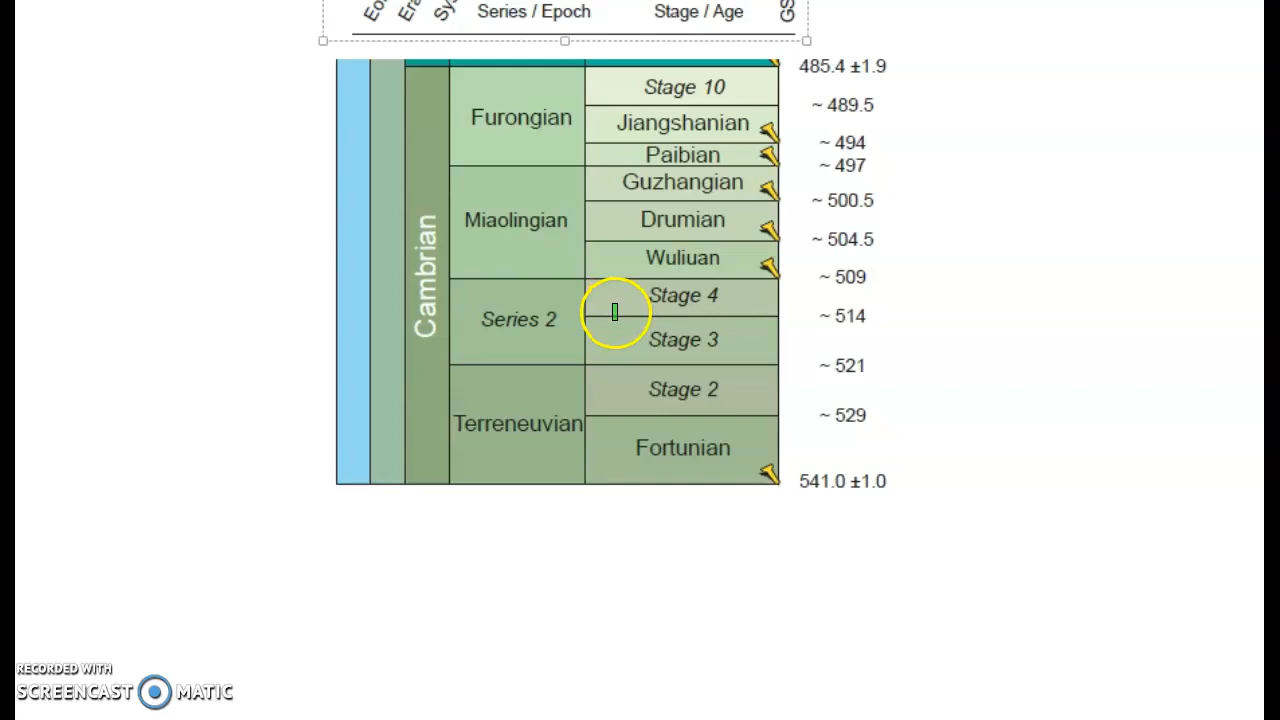 Series / Epoch
Stage / Age
485.4 ±1.9
Stage 10
~ 489.5
Furongian
Jiangshanian
~ 494
Paibian
~ 497
Guzhangian
~ 500.5
Miaolingian
Drumian
~ 504.5
Wuliuan
~ 509
Cambrian
Stage 4
~ 514
Series 2
Stage 3
~ 521
Stage 2
~ 529
Terreneuvian
Fortunian
541.0 ±1.0
RECORDED WITH
SCREENCAST MATIC